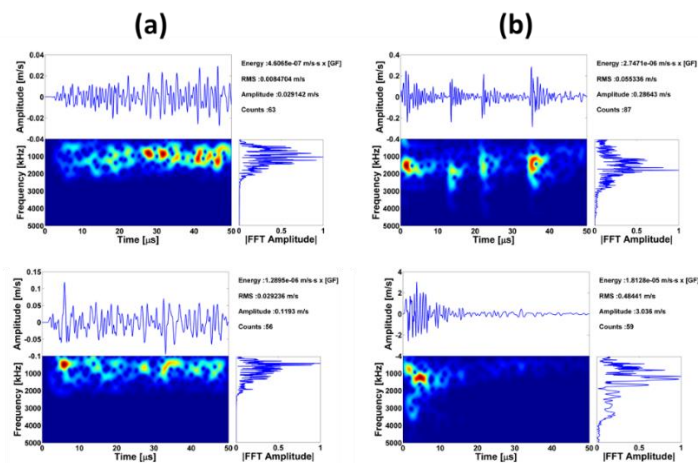 (a)
(b)
Amplitude [m/s]
0.04
0.02
0
-0.02
-0.04
Energy :4.6065e-07 m/s·s x [GF]
RMS :0.0084704 m/s
Amplitude :0.029142 m/s
Counts :63
Frequency [kHz]
1000
2000
3000
4000
5000
0 10 20 30 40 50
Time [µs]
0.5 1
|FFT Amplitude|
Amplitude [m/s]
0.4
0.2
0
-0.2
-0.4
Energy :2.7471e-06 m/s·s x [GF]
RMS :0.055336 m/s
Amplitude :0.28643 m/s
Counts :87
Frequency [kHz]
1000
2000
3000
4000
5000
0 10 20 30 40 50
Time [µs]
0.5 1
|FFT Amplitude|
Amplitude [m/s]
0.15
0.1
0.05
0
-0.05
-0.1
Energy :1.2895e-06 m/s·s x [GF]
RMS :0.029236 m/s
Amplitude :0.1193 m/s
Counts :56
Frequency [kHz]
1000
2000
3000
4000
5000
0 10 20 30 40 50
Time [µs]
0 0.5 1
|FFT Amplitude|
Amplitude [m/s]
4
2
0
-2
-4
Energy :1.8128e-05 m/s·s x [GF]
RMS :0.48441 m/s
Amplitude :3.036 m/s
Counts :59
Frequency [kHz]
1000
2000
3000
4000
5000
0 10 20 30 40 50
Time [µs]
0 0.5 1
|FFT Amplitude|